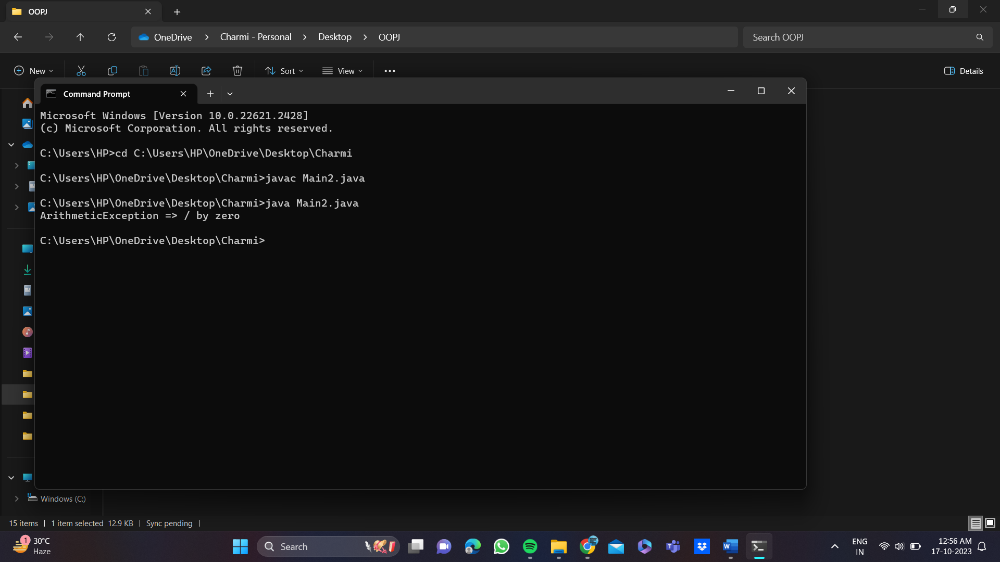 OOPJ
OneDrive > Charmi - Personal > Desktop > OOPJ
Search OOPJ
New
Sort
View
Details
Command Prompt
Microsoft Windows [Version 10.0.22621.2428]
(c) Microsoft Corporation. All rights reserved.
C:\Users\HP>cd C:\Users\HP\OneDrive\Desktop\Charmi
C:\Users\HP\OneDrive\Desktop\Charmi>javac Main2.java
C:\Users\HP\OneDrive\Desktop\Charmi>java Main2.java
ArithmeticException => / by zero
C:\Users\HP\OneDrive\Desktop\Charmi>
Windows (C:)
15 items | 1 item selected 12.9 KB | Sync pending |
1
30°C
Haze
Search
ENG
IN
12:56 AM
17-10-2023